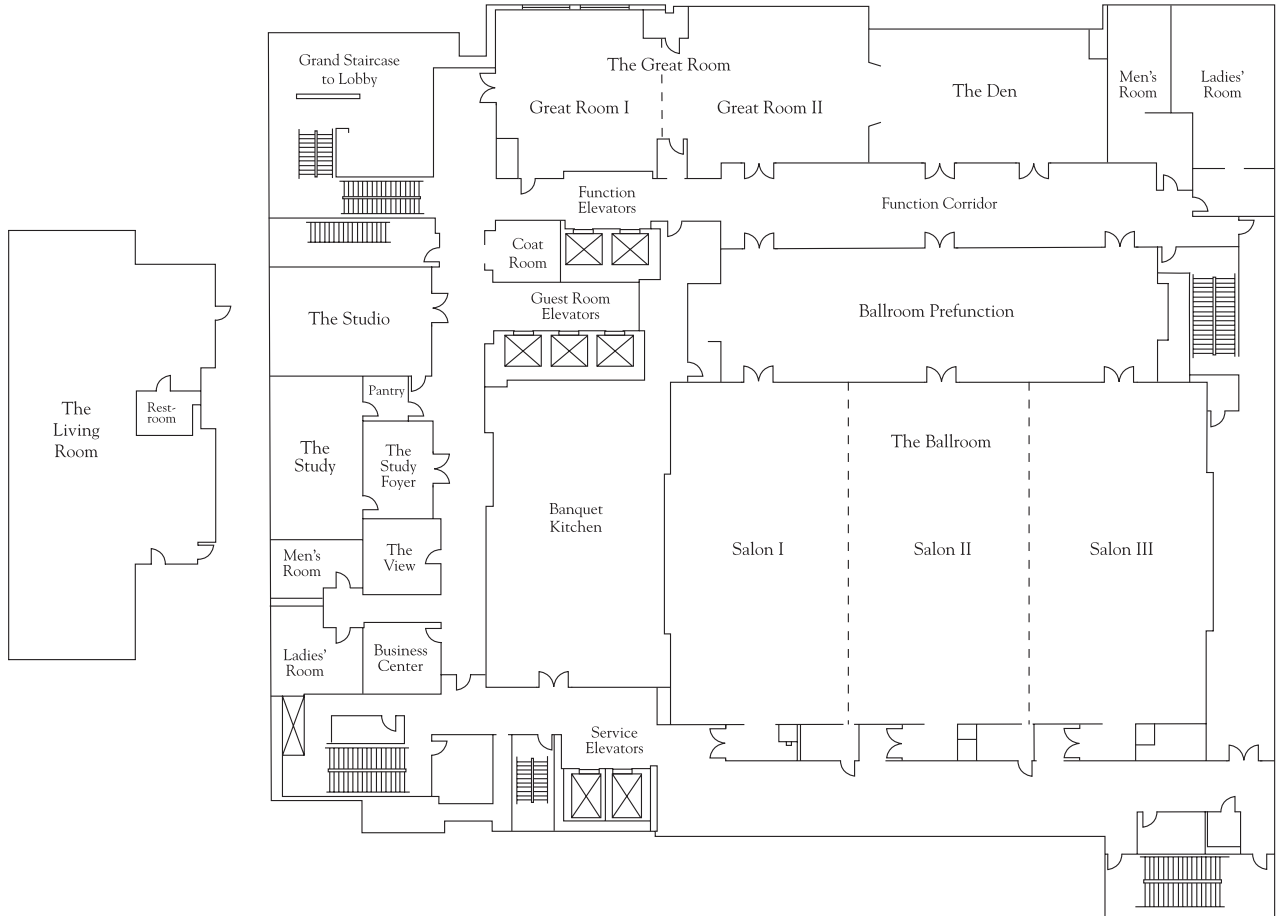 Grand Staircase
to Lobby
The Great Room
Great Room I
Great Room II
The Den
Men's
Room
Ladies'
Room
Function
Elevators
Function Corridor
Coat
Room
Guest Room
Elevators
The Studio
Ballroom Prefunction
Pantry
The
Living
Room
Rest-
room
The
Study
The
Study
Foyer
The Ballroom
Banquet
Kitchen
Salon I
Salon II
Salon III
Men's
Room
The
View
Ladies'
Room
Business
Center
Service
Elevators